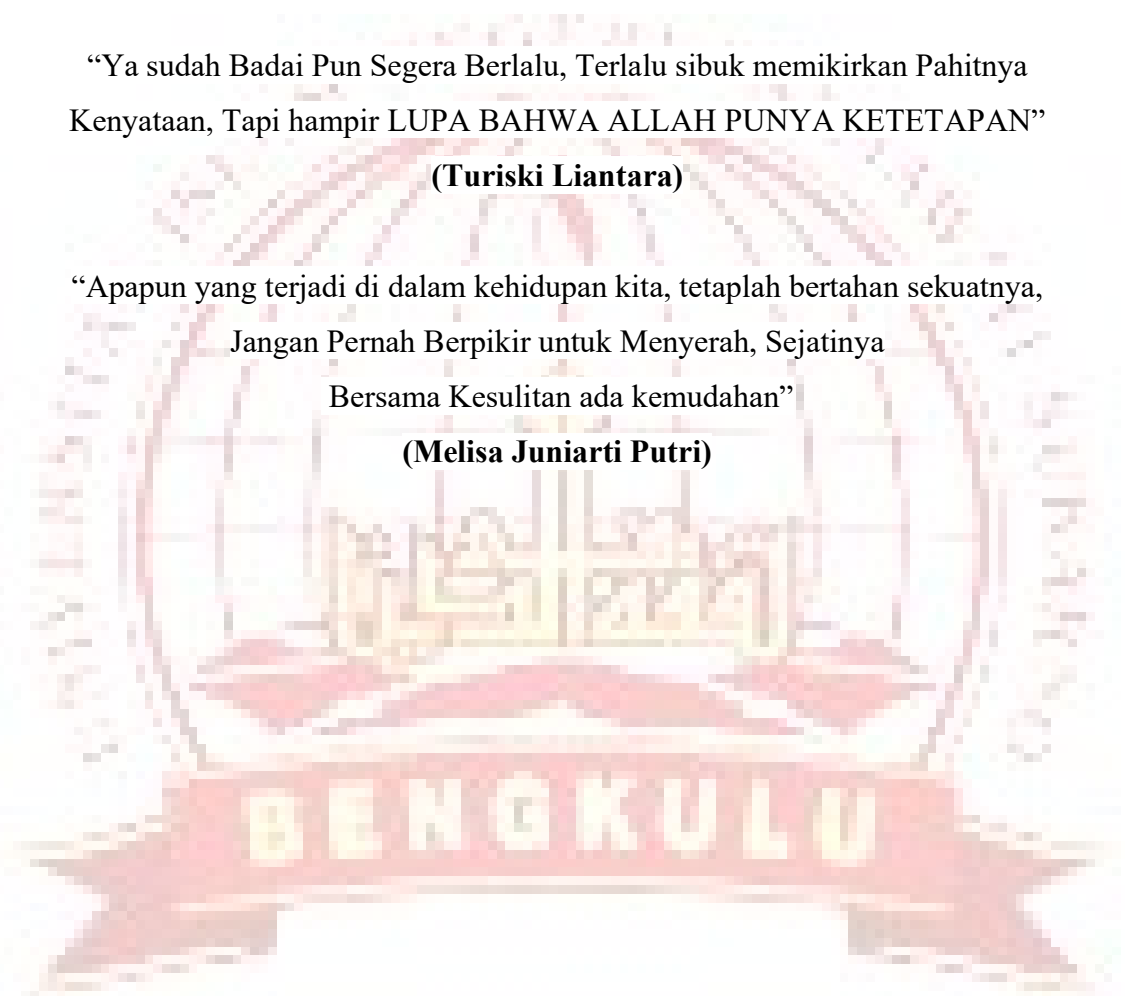 “Ya sudah Badai Pun Segera Berlalu, Terlalu sibuk memikirkan Pahitnya
Kenyataan, Tapi hampir LUPA BAHWA ALLAH PUNYA KETETAPAN”
(Turiski Liantara)
“Apapun yang terjadi di dalam kehidupan kita, tetaplah bertahan sekuatnya,
Jangan Pernah Berpikir untuk Menyerah, Sejatinya
Bersama Kesulitan ada kemudahan”
(Melisa Juniarti Putri)
BENGKULU